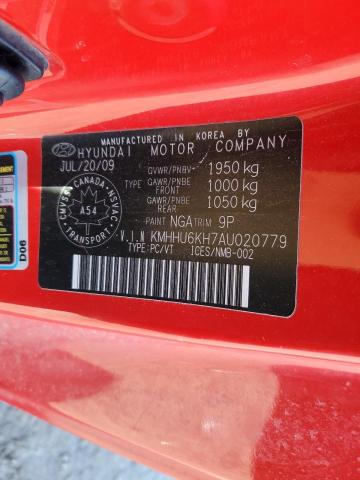 MANUFACTURED IN KOREA BY
HYUNDAI MOTOR COMPANY
JUL/20/09
GVWR/PNBV 1950 kg
TYPE GAWR/PNBE FRONT 1000 kg
GAWR/PNBE REAR 1050 kg
PAINT NGA TRIM 9P
V.I.N KMHHU6KH7AU020779
TYPE:PC/VT ICES/NMB-002
CMVSS CANADA NSVAC
A54
TRANSPORT
D06